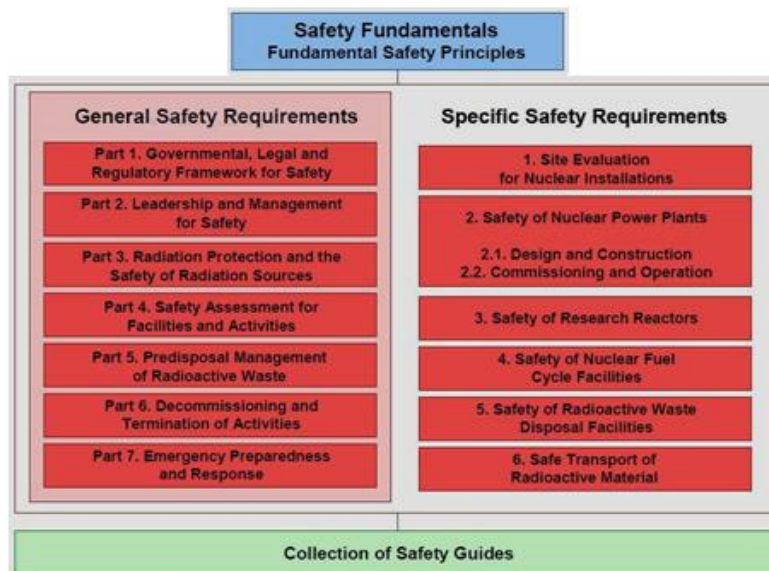 Safety Fundamentals
Fundamental Safety Principles
General Safety Requirements
Part 1. Governmental, Legal and
Regulatory Framework for Safety
Part 2. Leadership and Management
for Safety
Part 3. Radiation Protection and the
Safety of Radiation Sources
Part 4. Safety Assessment for
Facilities and Activities
Part 5. Predisposal Management
of Radioactive Waste
Part 6. Decommissioning and
Termination of Activities
Part 7. Emergency Preparedness
and Response
Specific Safety Requirements
1. Site Evaluation
for Nuclear Installations
2. Safety of Nuclear Power Plants
2.1. Design and Construction
2.2. Commissioning and Operation
3. Safety of Research Reactors
4. Safety of Nuclear Fuel
Cycle Facilities
5. Safety of Radioactive Waste
Disposal Facilities
6. Safe Transport of
Radioactive Material
Collection of Safety Guides